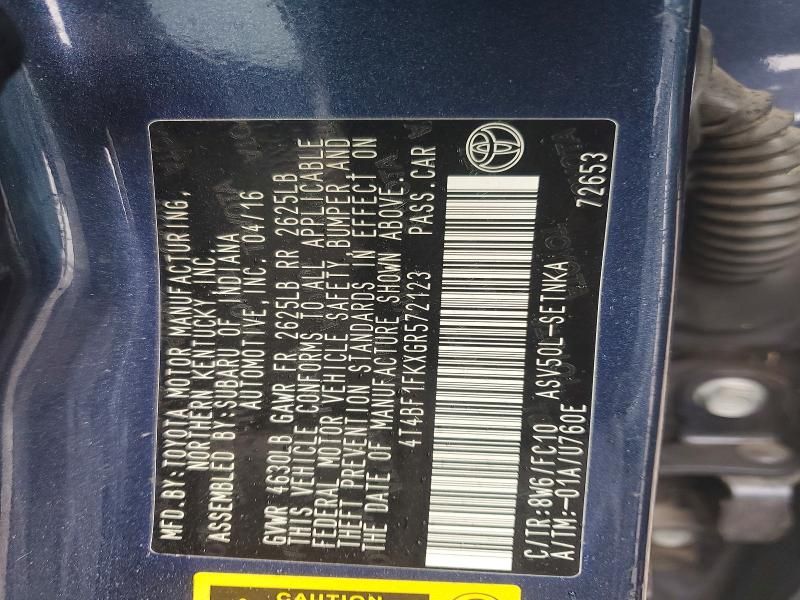 MFD. BY: TOYOTA MOTOR MANUFACTURING,
NORTHERN KENTUCKY, INC.
ASSEMBLED BY: SUBARU OF INDIANA
AUTOMOTIVE, INC. 04/16
GVWR 4630LB GAWR FR 2625LB RR 2625LB
THIS VEHICLE CONFORMS TO ALL APPLICABLE
FEDERAL MOTOR VEHICLE SAFETY, BUMPER AND
THEFT PREVENTION STANDARDS IN EFFECT ON
THE DATE OF MANUFACTURE SHOWN ABOVE.
4T4BF1FKXGR572123 PASS.CAR
C/TR:8W6/FC10 ASV50L-SETNKA
A/TM:-01A/U760E 72653
CAUTION